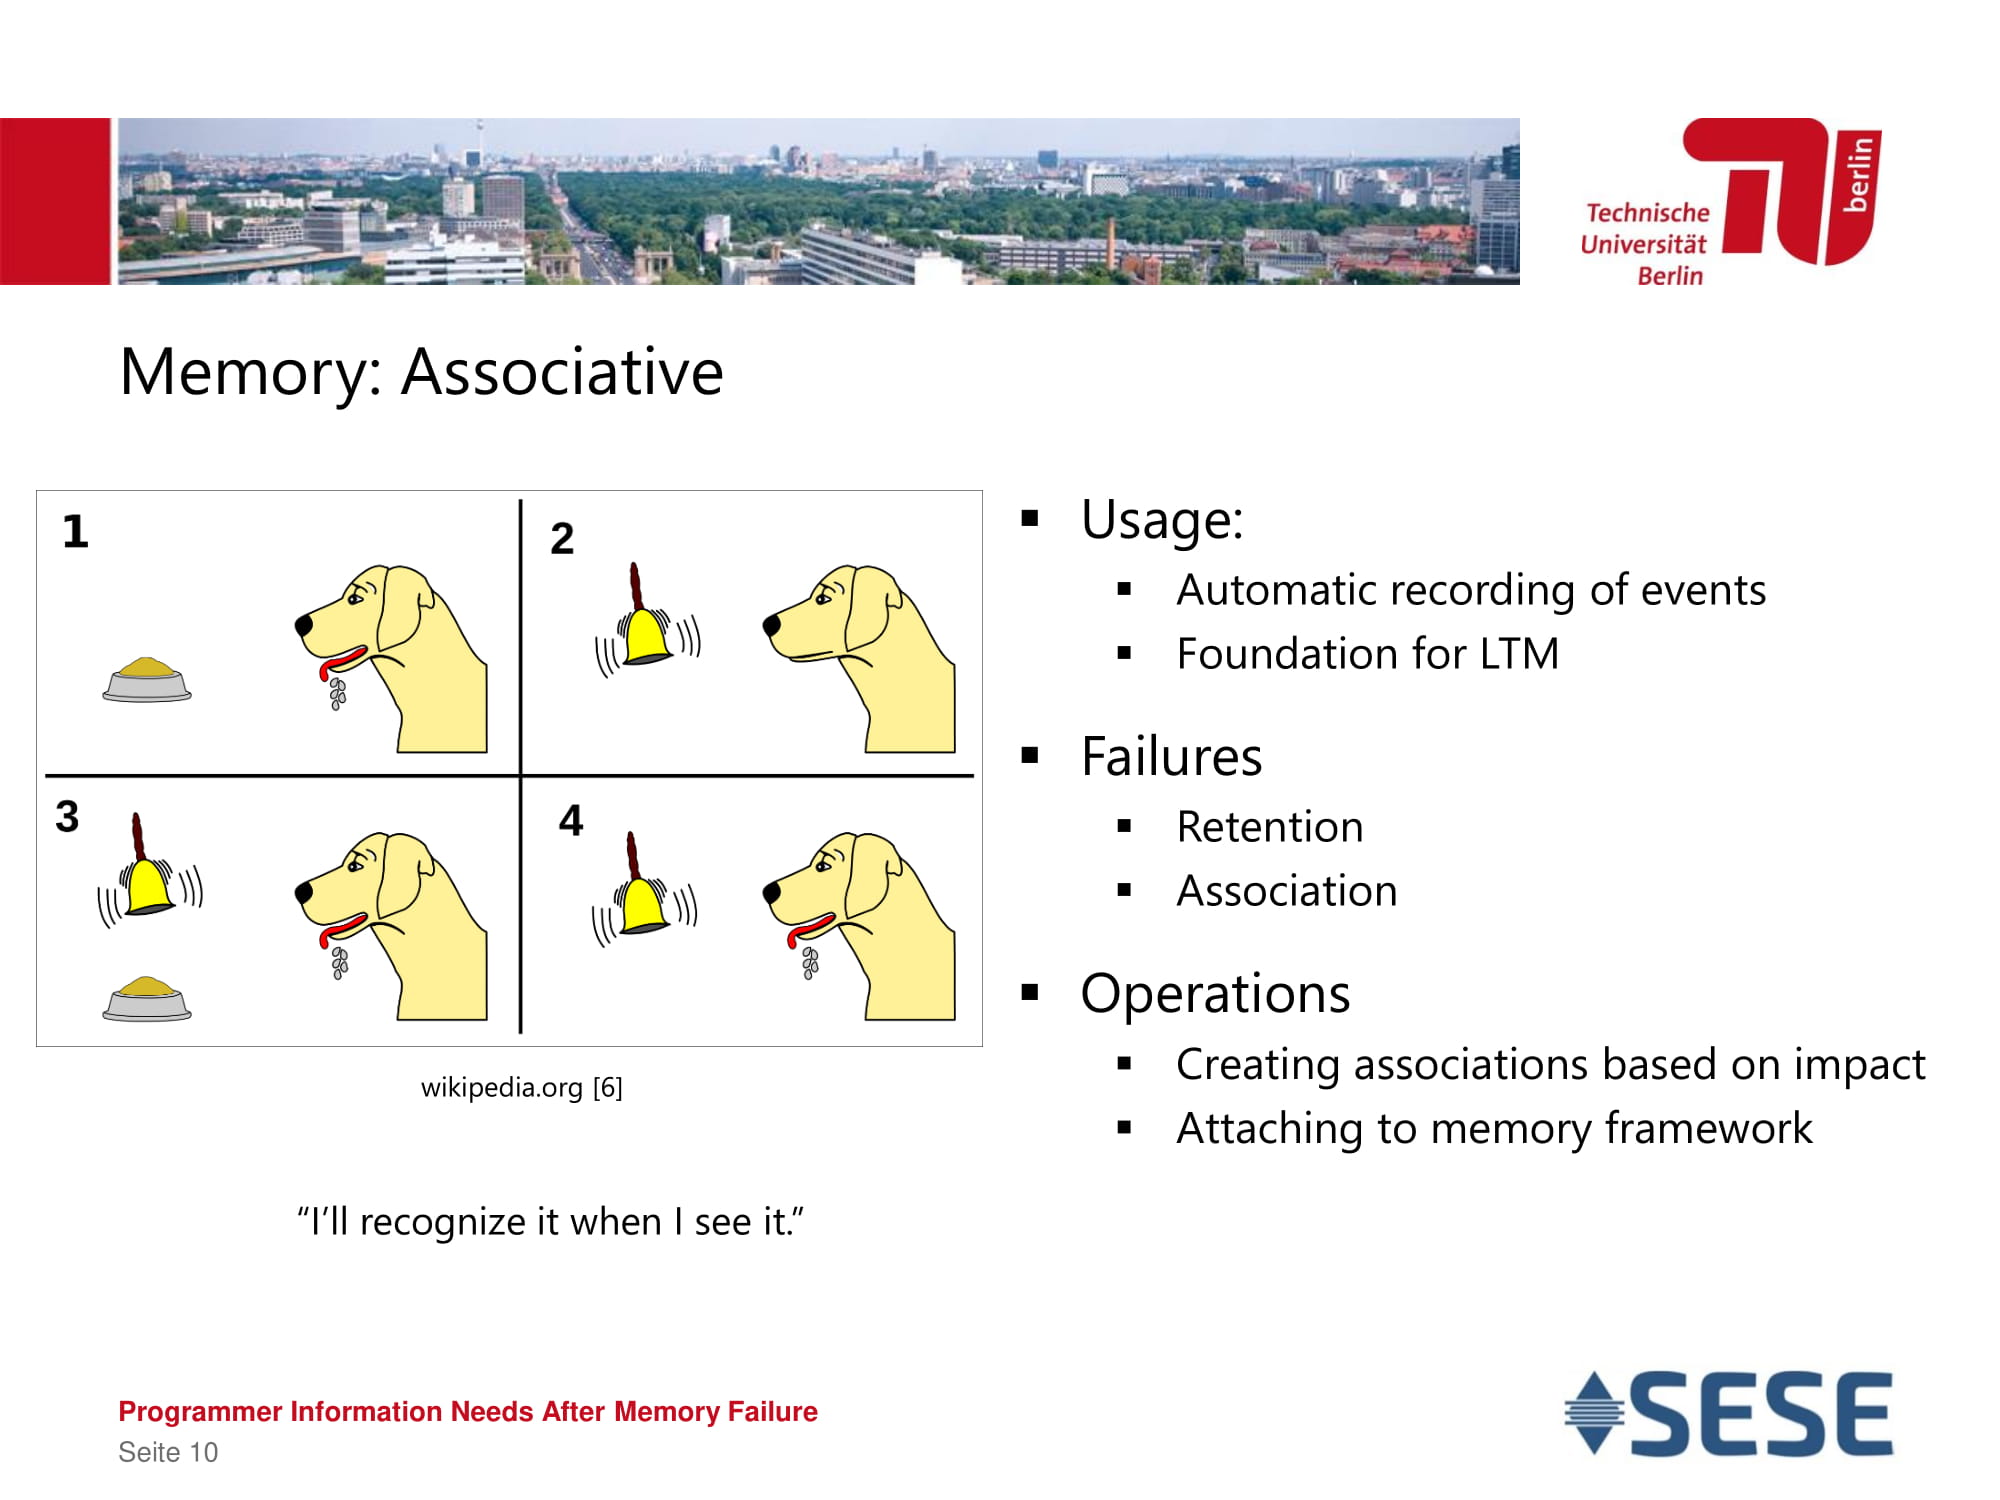 Technische
Universität
Berlin
berlin
Memory: Associative
1
2
3
4
wikipedia.org [6]
“I’ll recognize it when I see it.”
▪ Usage:
▪ Automatic recording of events
▪ Foundation for LTM
▪ Failures
▪ Retention
▪ Association
▪ Operations
▪ Creating associations based on impact
▪ Attaching to memory framework
Programmer Information Needs After Memory Failure
Seite 10
SESE